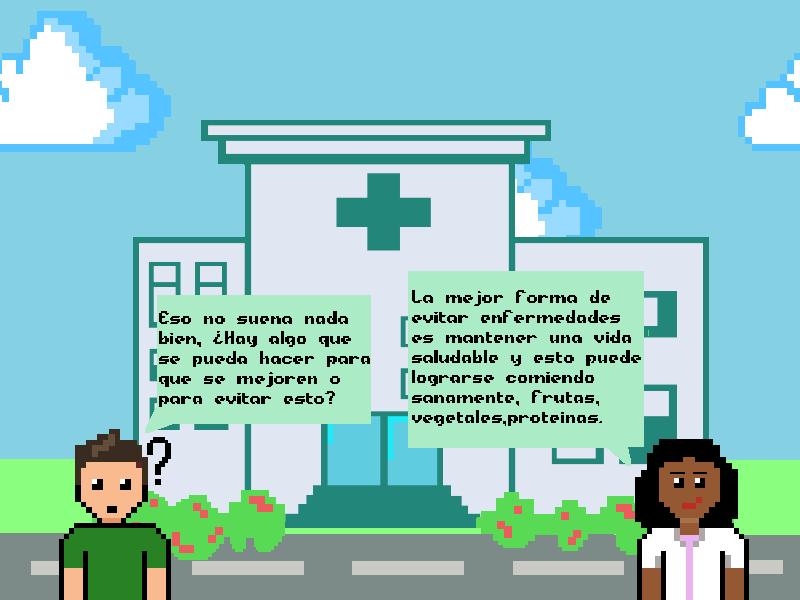 Eso no suena nada
bien, ¿Hay algo que
se pueda hacer para
que se mejoren o
para evitar esto?
?
La mejor forma de
evitar enfermedades
es mantener una vida
saludable y esto puede
lograrse comiendo
sanamente, frutas,
vegetales,proteinas.